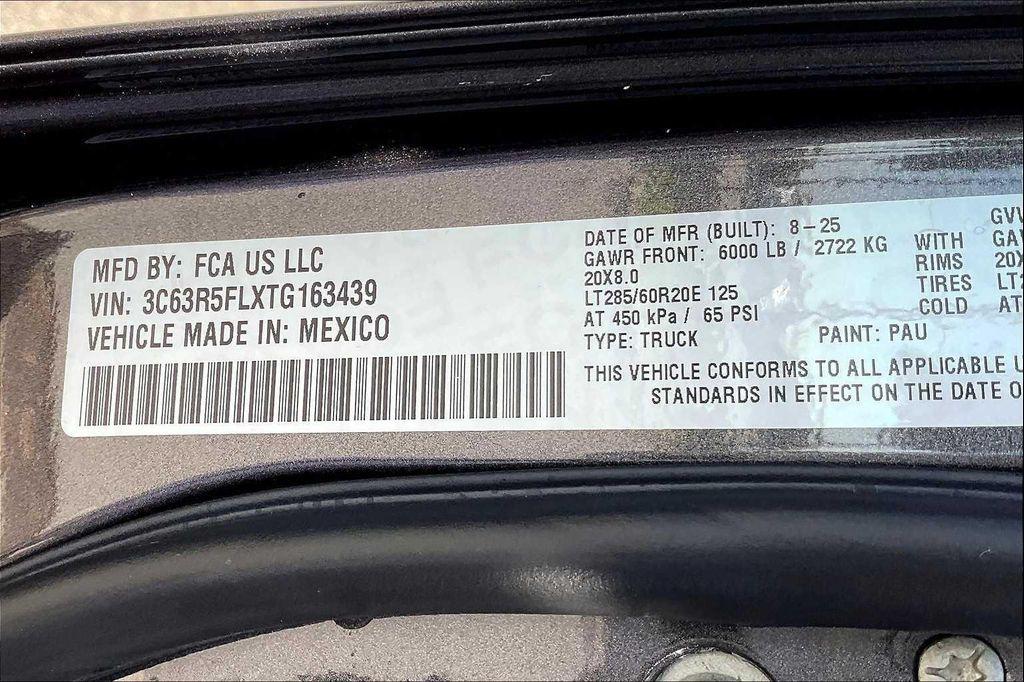 MFD BY: FCA US LLC
VIN: 3C63R5FLXTG163439
VEHICLE MADE IN: MEXICO
DATE OF MFR (BUILT): 8-25
GAWR FRONT: 6000 LB / 2722 KG
20X8.0
LT285/60R20E 125
AT 450 kPa / 65 PSI
TYPE: TRUCK
PAINT: PAU
WITH
RIMS
TIRES
COLD
20X
AT
THIS VEHICLE CONFORMS TO ALL APPLICABLE
STANDARDS IN EFFECT ON THE DATE